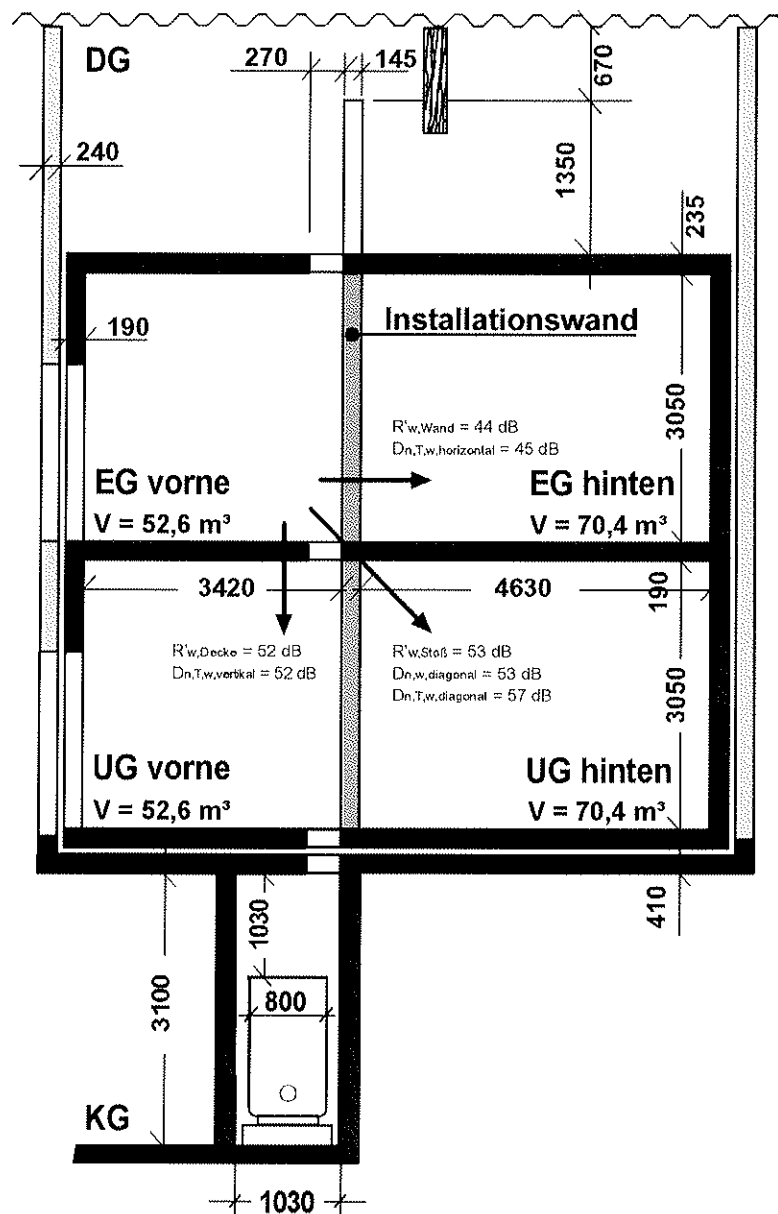 DG
270
145
670
240
1350
235
Installationswand
190
R'w,Wand = 44 dB
Dn,T,w,horizontal = 45 dB
3050
EG vorne
V = 52,6 m³
EG hinten
V = 70,4 m³
3420
4630
190
R'w,Decke = 52 dB
Dn,T,w,vertikal = 52 dB
R'w,Stoß = 53 dB
Dn,w,diagonal = 53 dB
Dn,T,w,diagonal = 57 dB
3050
UG vorne
V = 52,6 m³
UG hinten
V = 70,4 m³
1030
410
3100
800
KG
1030